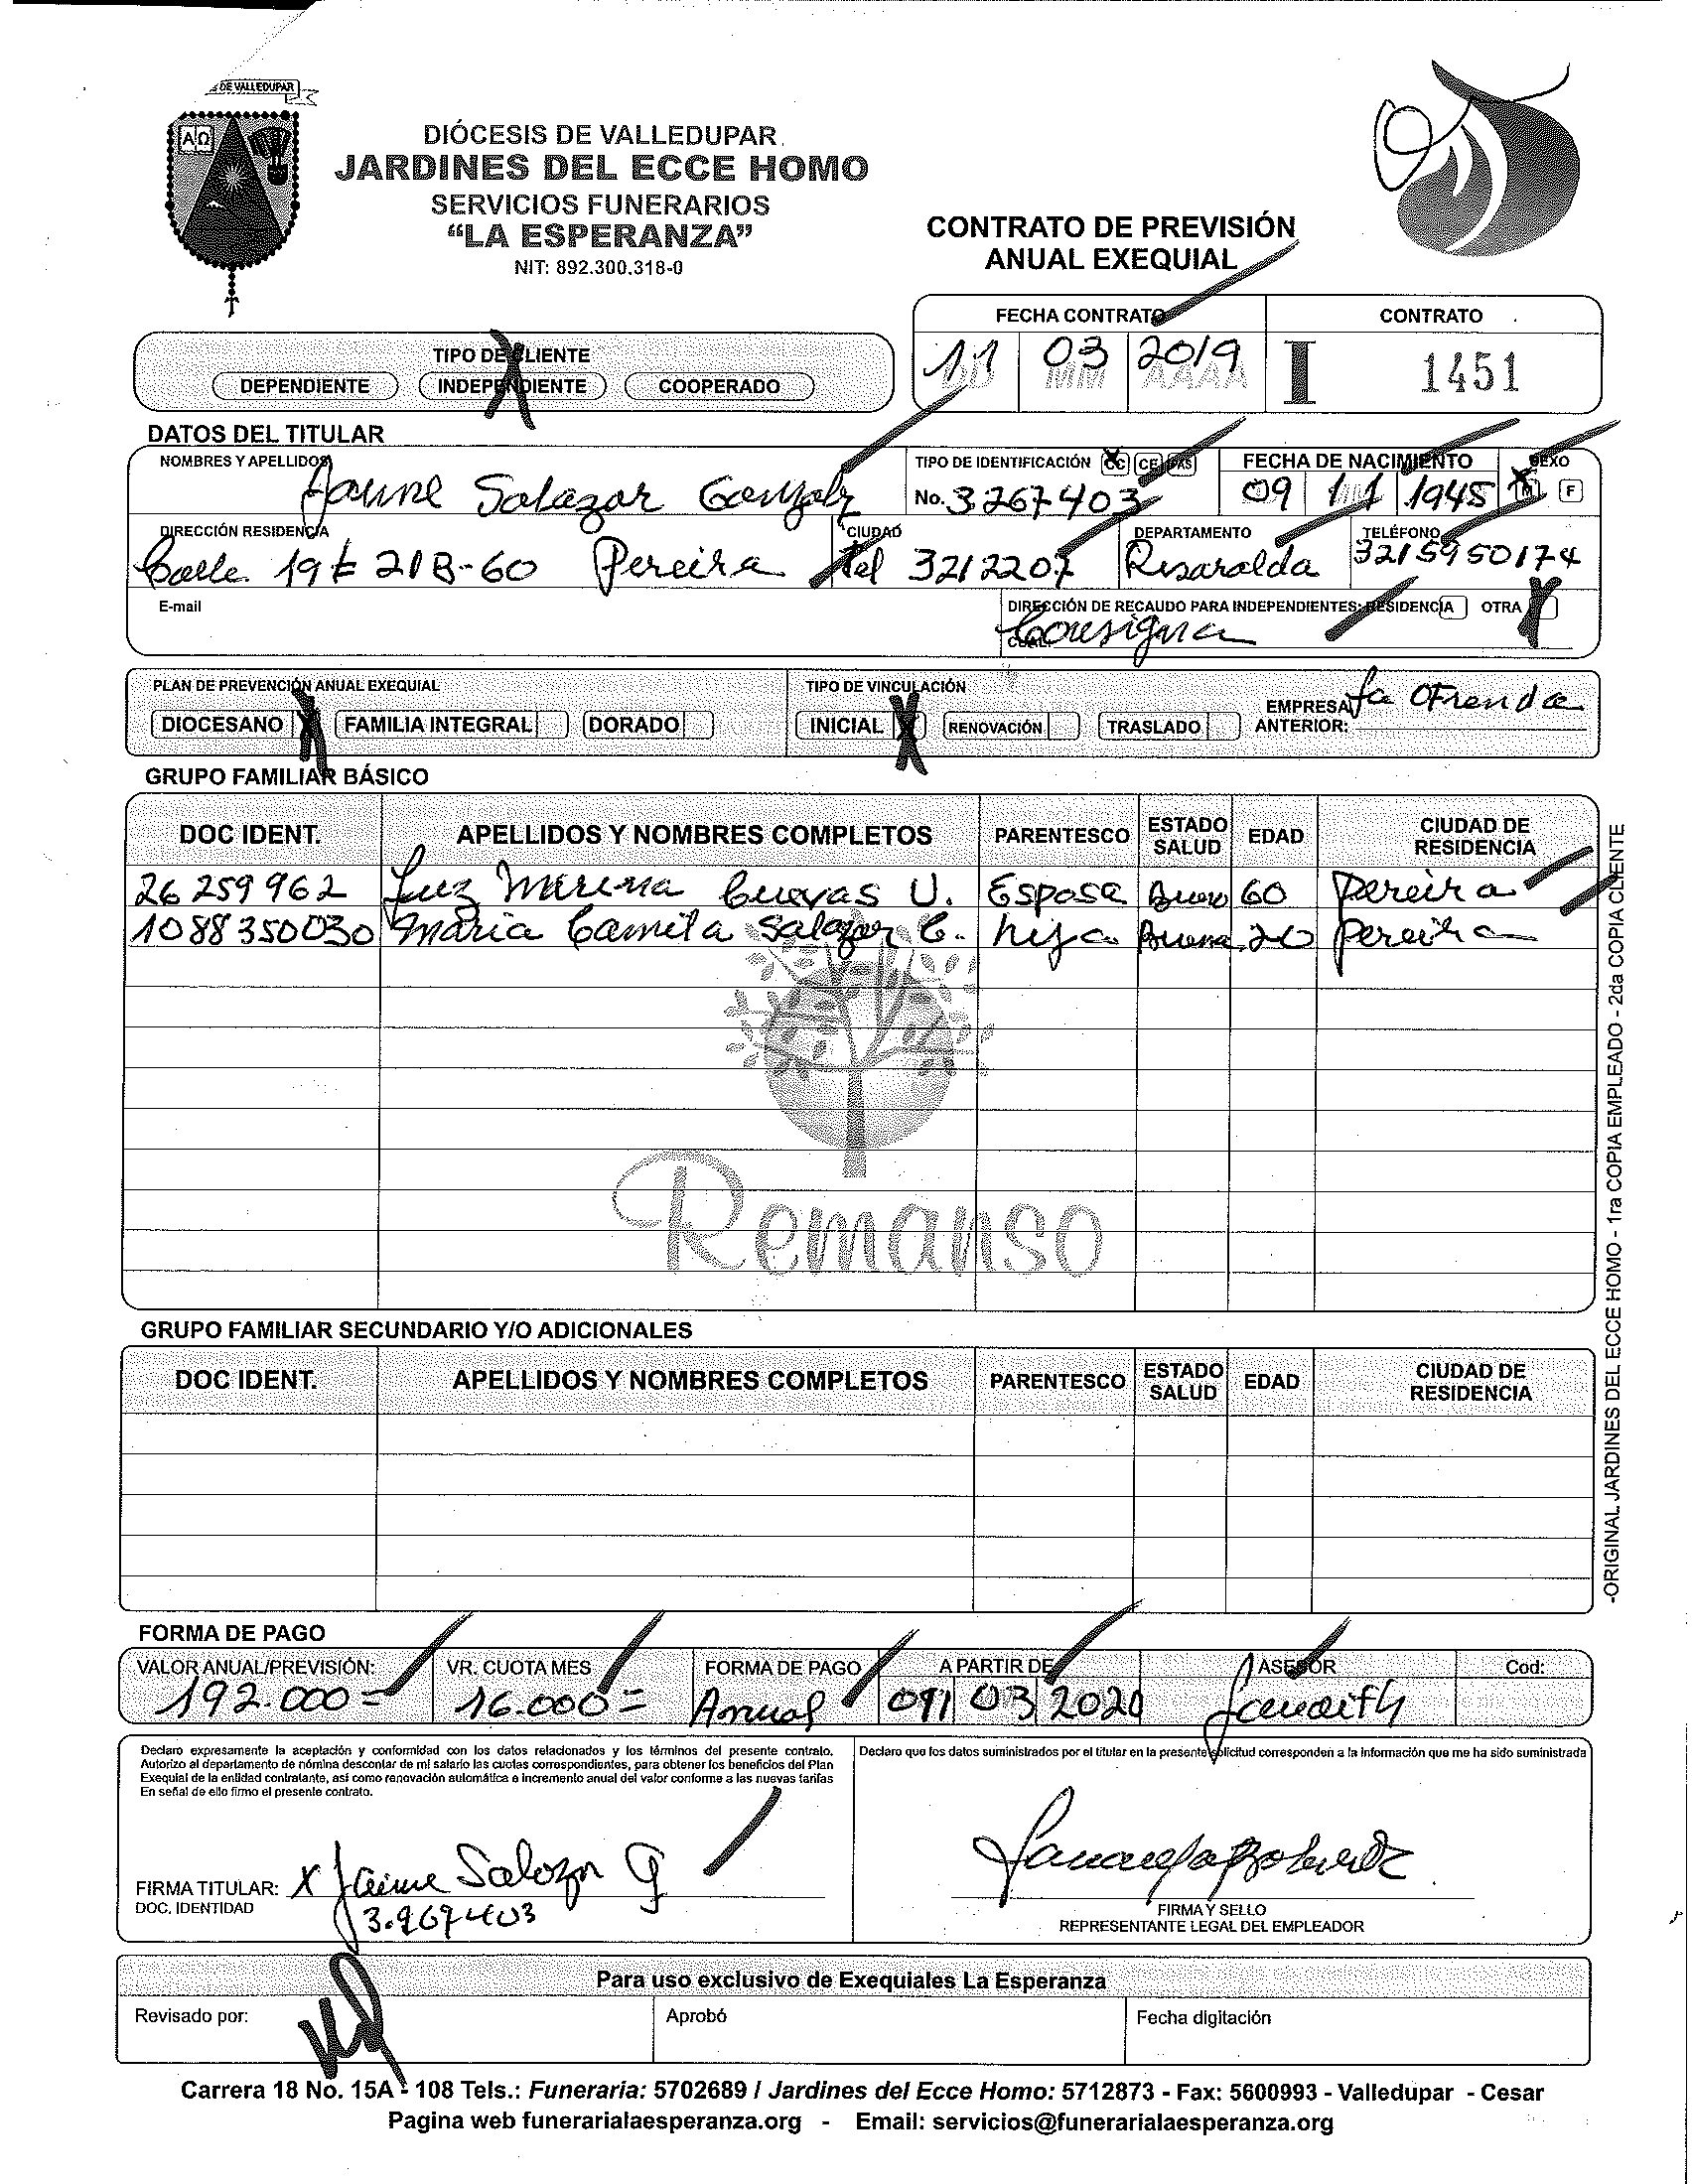 DE VALLEDUPAR
A Ω
DIÓCESIS DE VALLEDUPAR
JARDINES DEL ECCE HOMO
SERVICIOS FUNERARIOS
“LA ESPERANZA”
NIT: 892.300.318-0
CONTRATO DE PREVISIÓN
ANUAL EXEQUIAL
FECHA CONTRATO CONTRATO
11 03 2019 I 1451
DD MM AAAA
TIPO DE CLIENTE
DEPENDIENTE INDEPENDIENTE COOPERADO
DATOS DEL TITULAR
NOMBRES Y APELLIDOS TIPO DE IDENTIFICACIÓN CC CE PAS FECHA DE NACIMIENTO SEXO
Jaime Salazar Gonzalz No. 3267403 09 11 1945 M F
DIRECCIÓN RESIDENCIA CIUDAD DEPARTAMENTO TELÉFONO
Calle 19E 21B-60 Pereira Tel 3212207 Risaralda 3215950174
E-mail DIRECCIÓN DE RECAUDO PARA INDEPENDIENTES: RESIDENCIA OTRA
CUAL: Consigna
PLAN DE PREVENCIÓN ANUAL EXEQUIAL TIPO DE VINCULACIÓN
DIOCESANO X FAMILIA INTEGRAL DORADO INICIAL X RENOVACIÓN TRASLADO EMPRESA ANTERIOR: La Ofrenda
GRUPO FAMILIAR BÁSICO
DOC IDENT. APELLIDOS Y NOMBRES COMPLETOS PARENTESCO ESTADO SALUD EDAD CIUDAD DE RESIDENCIA
26259962 Luz Mirena Cuevas U. Esposa Bueno 60 Pereira
1088350030 Maria Camila Salazar C. hija Buena 20 Pereira
Remanso
GRUPO FAMILIAR SECUNDARIO Y/O ADICIONALES
DOC IDENT. APELLIDOS Y NOMBRES COMPLETOS PARENTESCO ESTADO SALUD EDAD CIUDAD DE RESIDENCIA
-ORIGINAL JARDINES DEL ECCE HOMO - 1ra COPIA EMPLEADO - 2da COPIA CLIENTE
FORMA DE PAGO
VALOR ANUAL/PREVISIÓN: VR. CUOTA MES FORMA DE PAGO A PARTIR DE ASESOR Cod:
192.000= 16.000= Anual 03 2020
Declaro expresamente la aceptación y conformidad con los datos relacionados y los términos del presente contrato.
Autorizo al departamento de nómina descontar de mi salario las cuotas correspondientes, para obtener los beneficios del Plan
Exequial de la entidad contratante, así como renovación automática e incremento anual del valor conforme a las nuevas tarifas
En señal de ello firmo el presente contrato.
Declaro que los datos suministrados por el titular en la presente solicitud corresponden a la información que me ha sido suministrada
FIRMA TITULAR: X Jaime Salazar G
DOC. IDENTIDAD 3.267403
FIRMA Y SELLO
REPRESENTANTE LEGAL DEL EMPLEADOR
Para uso exclusivo de Exequiales La Esperanza
Revisado por: Aprobó Fecha digitación
Carrera 18 No. 15A - 108 Tels.: Funeraria: 5702689 / Jardines del Ecce Homo: 5712873 - Fax: 5600993 - Valledupar - Cesar
Pagina web funerarialaesperanza.org - Email: servicios@funerarialaesperanza.org